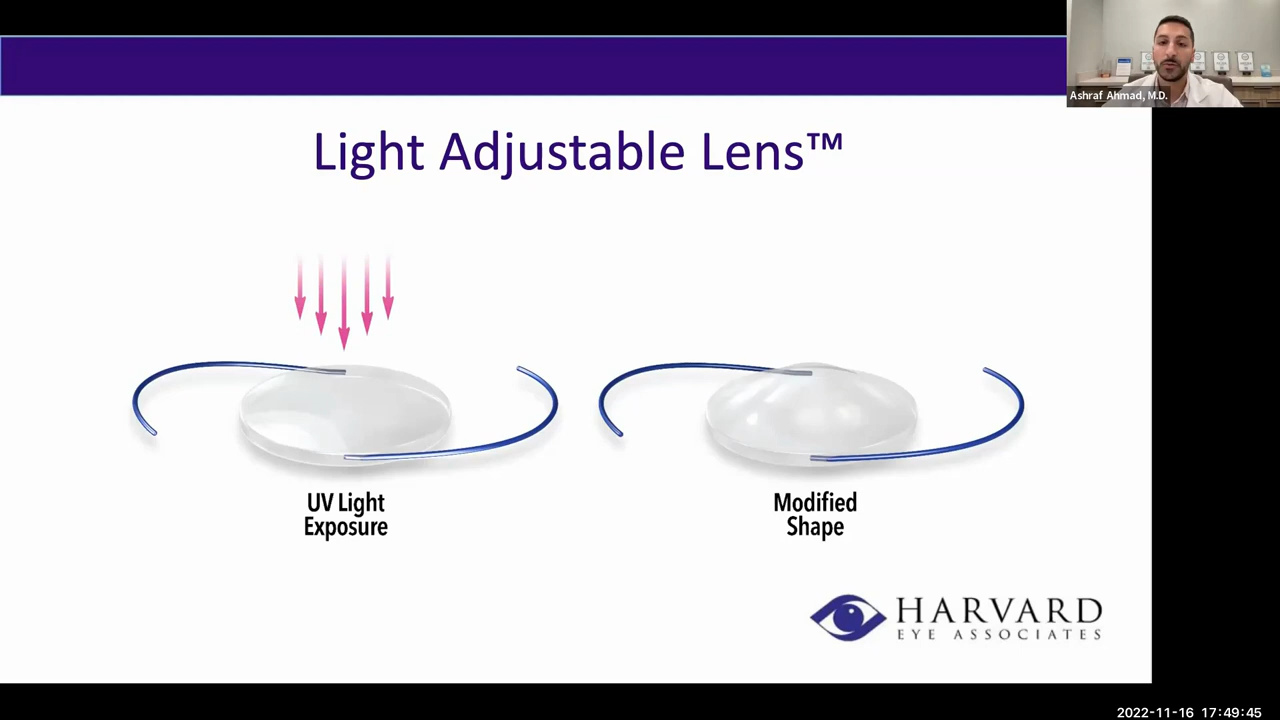 Ashraf Ahmad, M.D.
Light Adjustable Lens™
UV Light
Exposure
Modified
Shape
HARVARD
EYE ASSOCIATES
2022-11-16 17:49:45